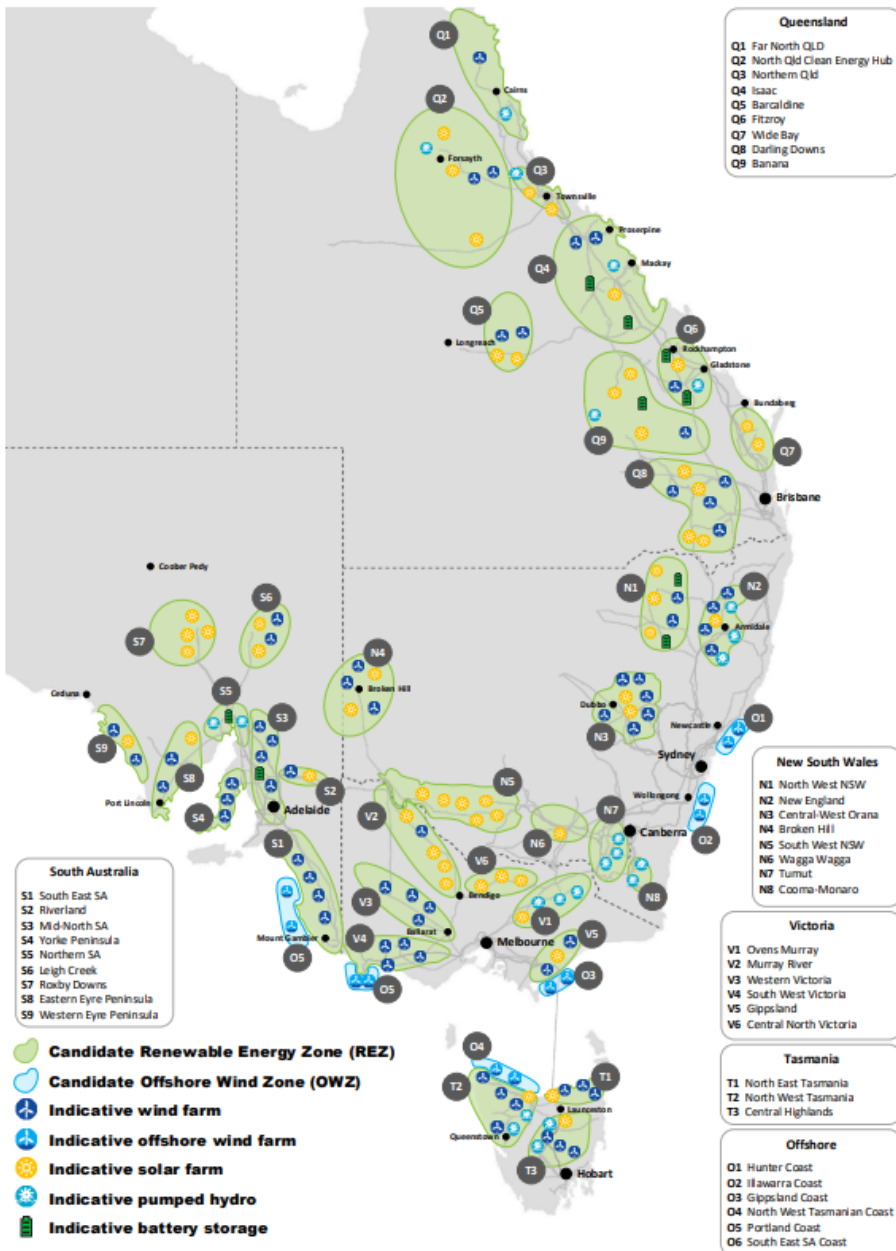 Queensland
Q1 Far North QLD
Q2 North Qld Clean Energy Hub
Q3 Northern Qld
Q4 Isaac
Q5 Barcaldine
Q6 Fitzroy
Q7 Wide Bay
Q8 Darling Downs
Q9 Banana
Q1
Cairns
Q2
Forsayth
Q3
Townsville
Proserpine
Q4
Mackay
Q5
Longreach
Q6
Rockhampton
Gladstone
Bundaberg
Q9
Q7
Q8
Brisbane
Coober Pedy
N1
N2
Armidale
S6
S7
N4
Broken Hill
Ceduna
S5
S3
Dubbo
N3
Newcastle
O1
Sydney
S9
S8
Port Lincoln
S4
S2
Adelaide
Wollongong
O2
N5
V2
N6
N7
Canberra
S1
V6
V3
Bendigo
N8
V1
Mount Gambier
O5
V4
Ballarat
Melbourne
V5
O5
O3
New South Wales
N1 North West NSW
N2 New England
N3 Central-West Orana
N4 Broken Hill
N5 South West NSW
N6 Wagga Wagga
N7 Tumut
N8 Cooma-Monaro
South Australia
S1 South East SA
S2 Riverland
S3 Mid-North SA
S4 Yorke Peninsula
S5 Northern SA
S6 Leigh Creek
S7 Roxby Downs
S8 Eastern Eyre Peninsula
S9 Western Eyre Peninsula
Victoria
V1 Ovens Murray
V2 Murray River
V3 Western Victoria
V4 South West Victoria
V5 Gippsland
V6 Central North Victoria
Candidate Renewable Energy Zone (REZ)
Candidate Offshore Wind Zone (OWZ)
Indicative wind farm
Indicative offshore wind farm
Indicative solar farm
Indicative pumped hydro
Indicative battery storage
O4
T2
T1
Launceston
Queenstown
T3
Hobart
Tasmania
T1 North East Tasmania
T2 North West Tasmania
T3 Central Highlands
Offshore
O1 Hunter Coast
O2 Illawarra Coast
O3 Gippsland Coast
O4 North West Tasmanian Coast
O5 Portland Coast
O6 South East SA Coast